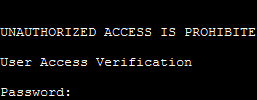 UNAUTHORIZED ACCESS IS PROHIBITE
User Access Verification
Password: